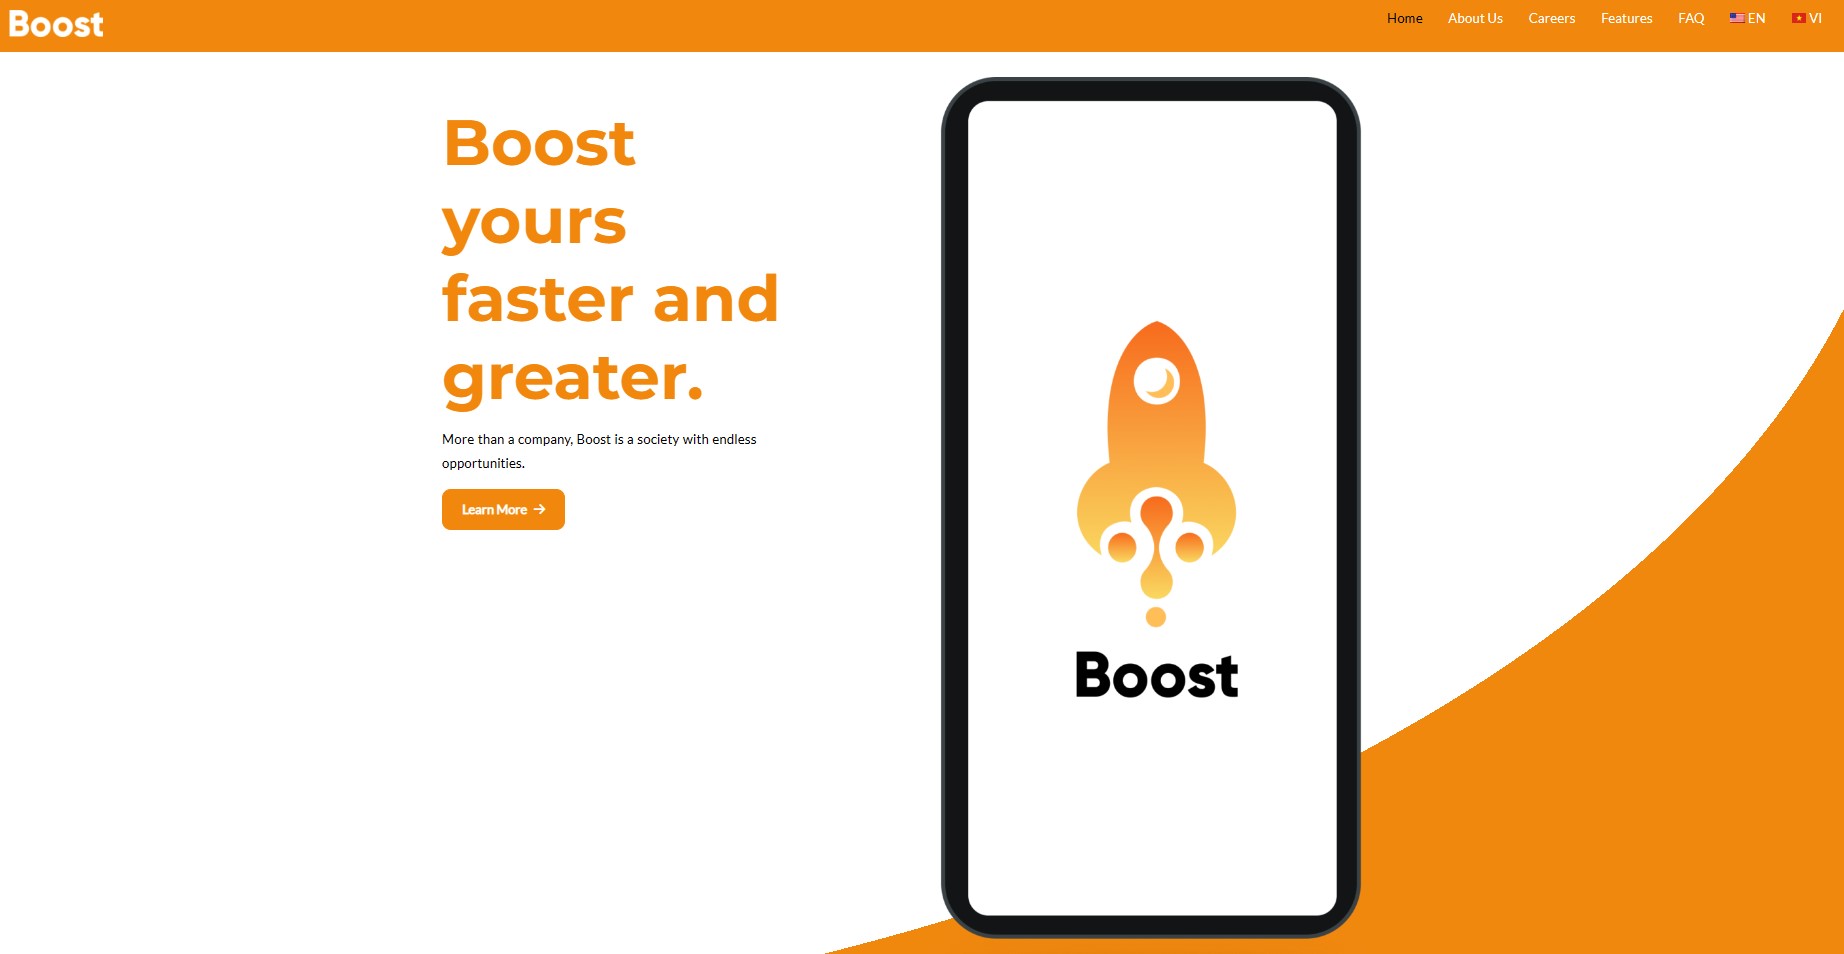 Boost
Home About Us Careers Features FAQ EN VI
Boost
yours
faster and
greater.
More than a company, Boost is a society with endless
opportunities.
Learn More →
Boost